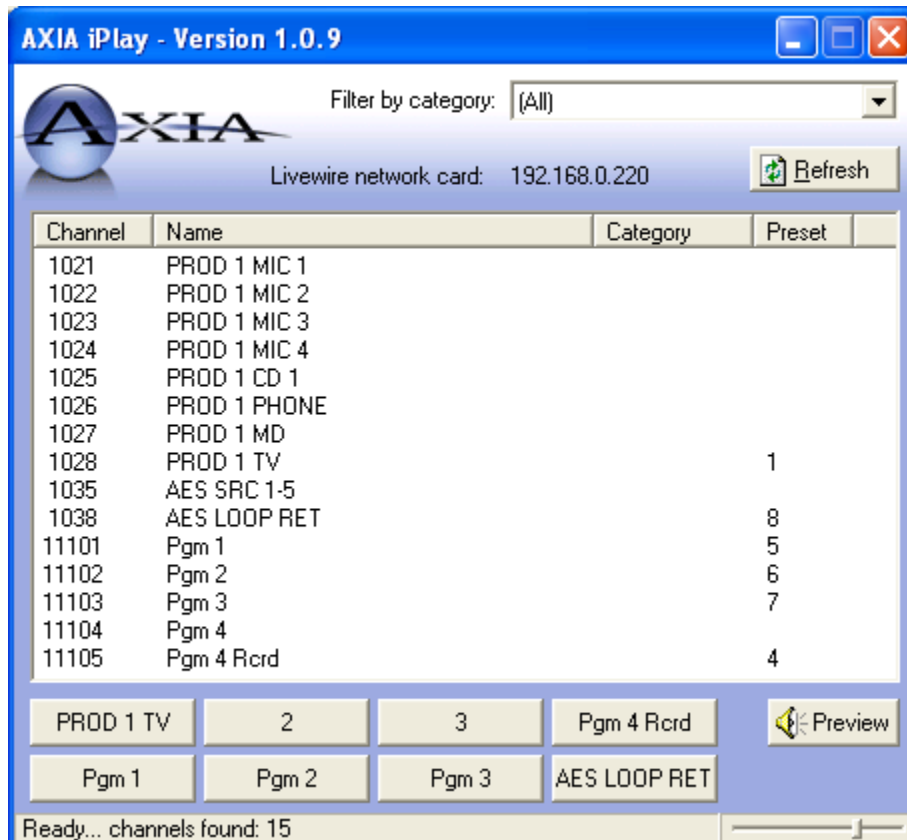 AXIA iPlay - Version 1.0.9
AXIA
Filter by category: (All)
Livewire network card: 192.168.0.220 Refresh
Channel Name Category Preset
1021 PROD 1 MIC 1
1022 PROD 1 MIC 2
1023 PROD 1 MIC 3
1024 PROD 1 MIC 4
1025 PROD 1 CD 1
1026 PROD 1 PHONE
1027 PROD 1 MD
1028 PROD 1 TV 1
1035 AES SRC 1-5
1038 AES LOOP RET 8
11101 Pgm 1 5
11102 Pgm 2 6
11103 Pgm 3 7
11104 Pgm 4
11105 Pgm 4 Rcrd 4
PROD 1 TV 2 3 Pgm 4 Rcrd Preview
Pgm 1 Pgm 2 Pgm 3 AES LOOP RET
Ready... channels found: 15